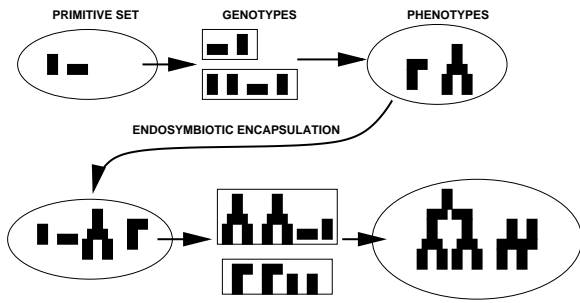 PRIMITIVE SET
GENOTYPES
PHENOTYPES
ENDOSYMBIOTIC ENCAPSULATION